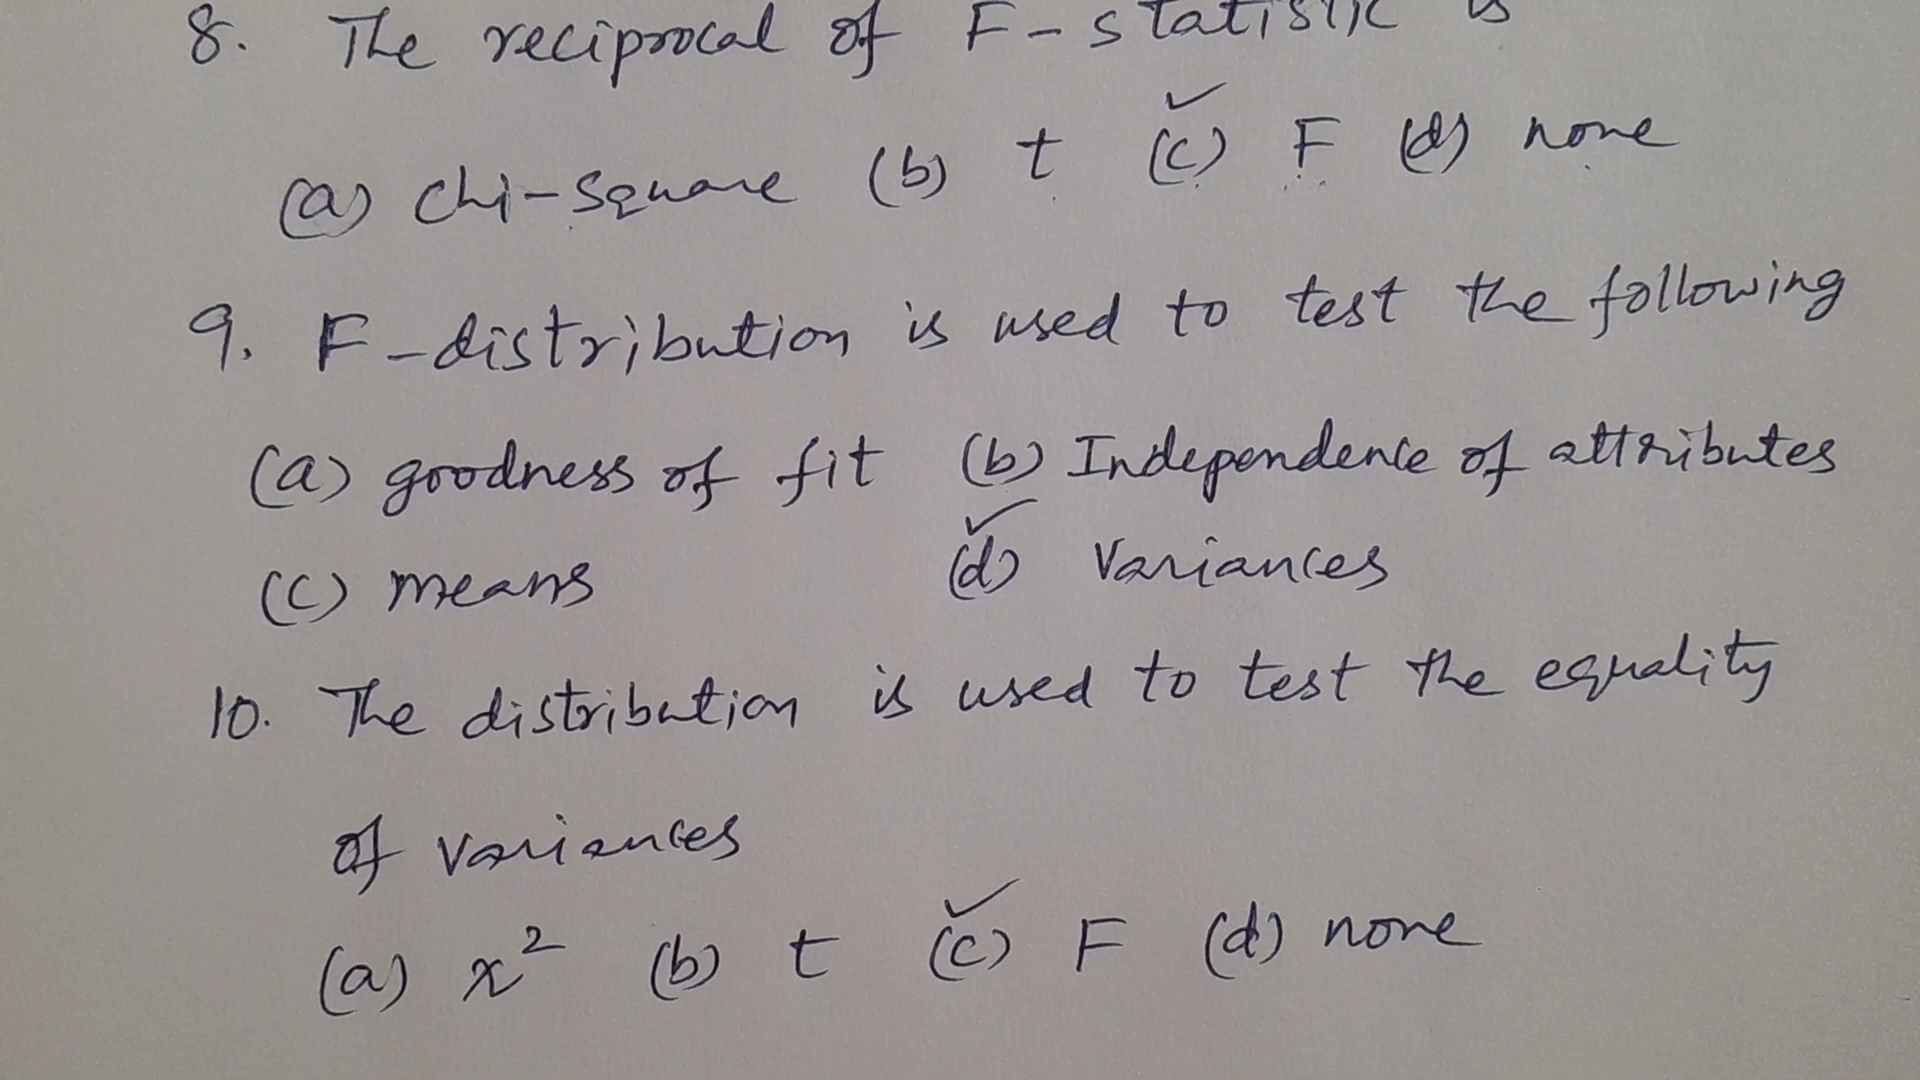 8. The reciprocal of F-statistic is
(a) chi-square (b) t (c) F (d) none
9. F-distribution is used to test the following
(a) goodness of fit (b) Independence of attributes
(c) means (d) Variances
10. The distribution is used to test the equality
of variances
(a) x² (b) t (c) F (d) none